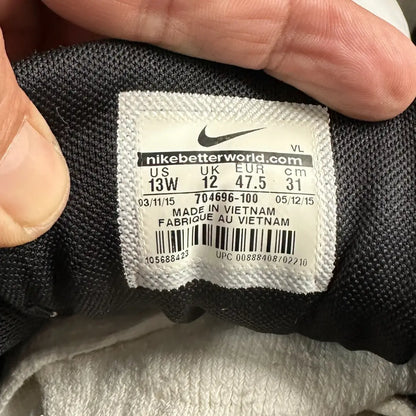 VL
nikebetterworld.com
US UK EUR cm
13W 12 47.5 31
03/11/15 704696-100 05/12/15
MADE IN VIETNAM
FABRIQUE AU VIETNAM
105688423
UPC 00888408702210